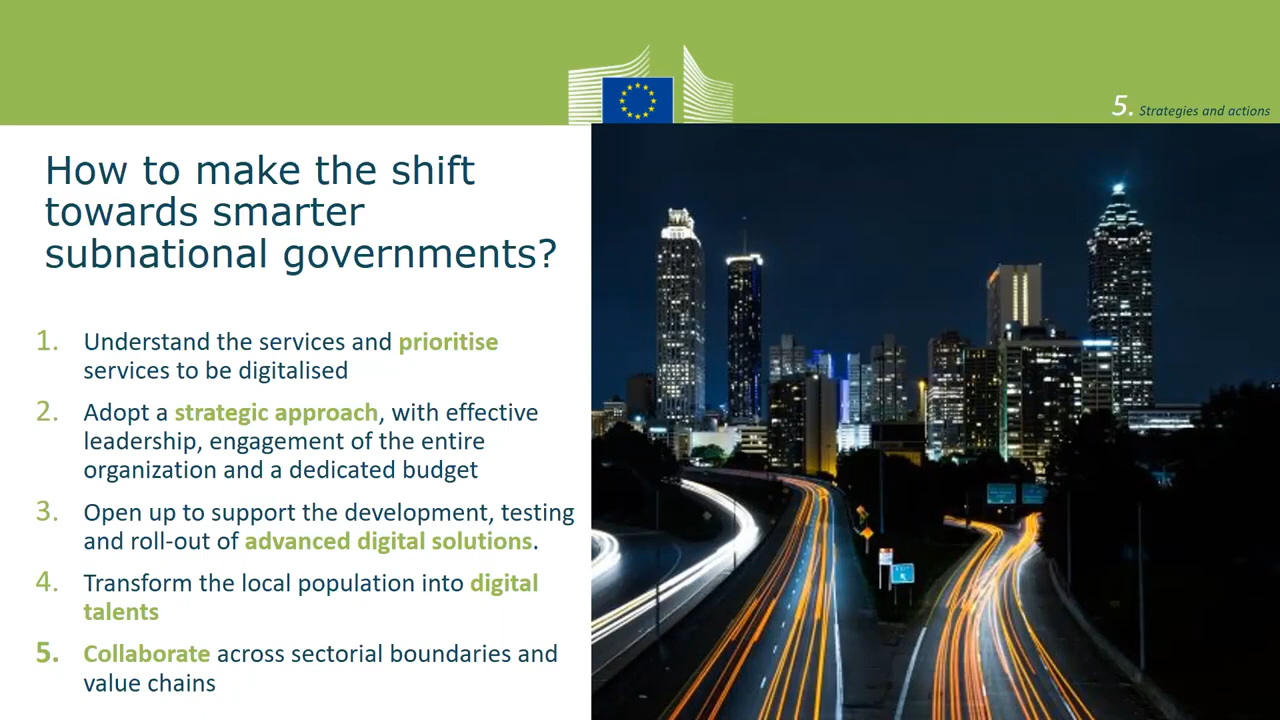 5. Strategies and actions
How to make the shift
towards smarter
subnational governments?
1. Understand the services and prioritise
services to be digitalised
2. Adopt a strategic approach, with effective
leadership, engagement of the entire
organization and a dedicated budget
3. Open up to support the development, testing
and roll-out of advanced digital solutions.
4. Transform the local population into digital
talents
5. Collaborate across sectorial boundaries and
value chains